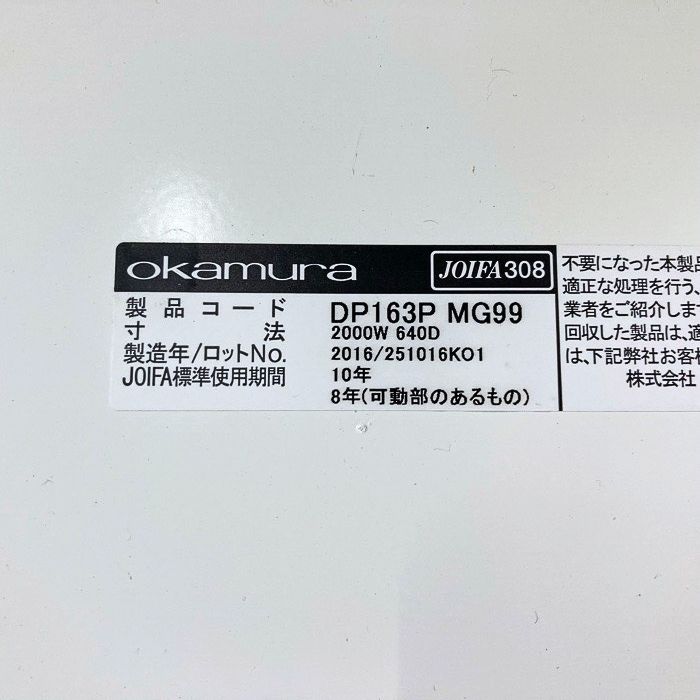 okamura JOIFA308
製品コード DP163P MG99
寸法 2000W 640D
製造年/ロットNo. 2016/251016K01
JOIFA標準使用期間 10年
8年(可動部のあるもの)
不要になった本製品
適正な処理を行う、
業者をご紹介しま
回収した製品は、適
は、下記弊社お客様
株式会社